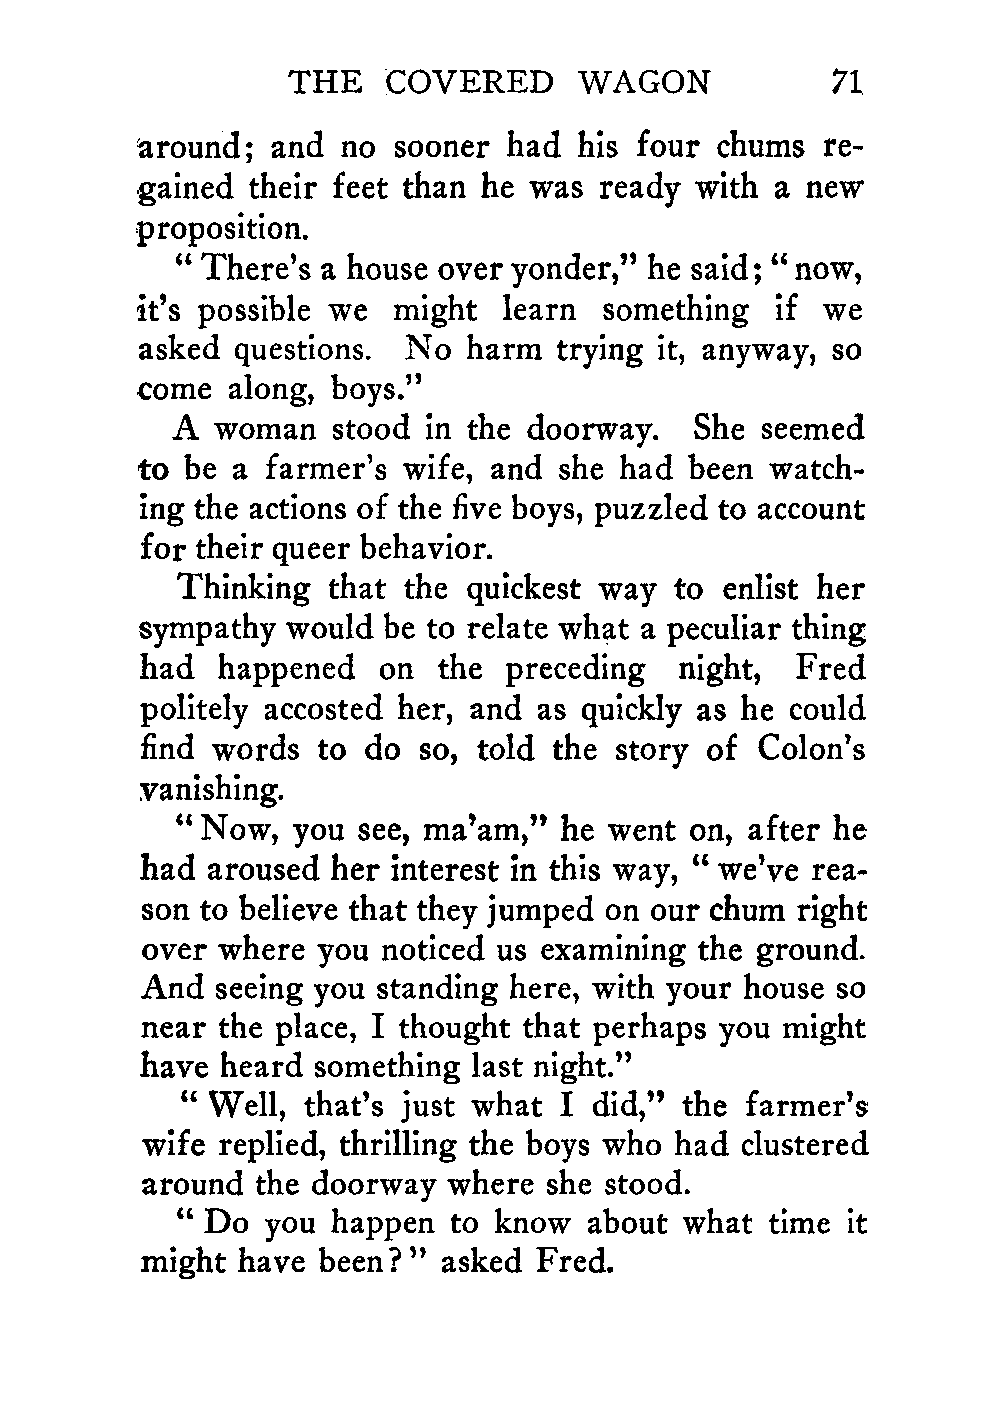 THE COVERED WAGON 71
around; and no sooner had his four chums re-
gained their feet than he was ready with a new
proposition.
" There's a house over yonder," he said; " now,
it's possible we might learn something if we
asked questions. No harm trying it, anyway, so
come along, boys."
A woman stood in the doorway. She seemed
to be a farmer's wife, and she had been watch-
ing the actions of the five boys, puzzled to account
for their queer behavior.
Thinking that the quickest way to enlist her
sympathy would be to relate what a peculiar thing
had happened on the preceding night, Fred
politely accosted her, and as quickly as he could
find words to do so, told the story of Colon's
vanishing.
" Now, you see, ma'am," he went on, after he
had aroused her interest in this way, " we've rea-
son to believe that they jumped on our chum right
over where you noticed us examining the ground.
And seeing you standing here, with your house so
near the place, I thought that perhaps you might
have heard something last night."
" Well, that's just what I did," the farmer's
wife replied, thrilling the boys who had clustered
around the doorway where she stood.
" Do you happen to know about what time it
might have been? " asked Fred.